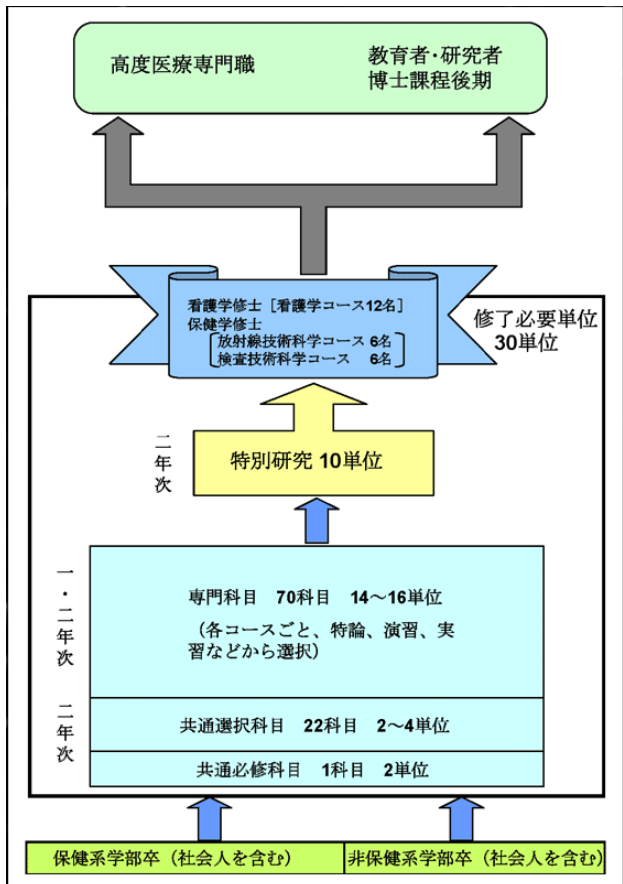 高度医療専門職
教育者・研究者
博士課程後期
看護学修士［看護学コース12名］
保健学修士
放射線技術科学コース 6名
検査技術科学コース 6名
修了必要単位
30単位
二年次
特別研究 10単位
一・二年次
専門科目 70科目 14～16単位
（各コースごと、特論、演習、実
習などから選択）
二年次
共通選択科目 22科目 2～4単位
共通必修科目 1科目 2単位
保健系学部卒（社会人を含む）
非保健系学部卒（社会人を含む）